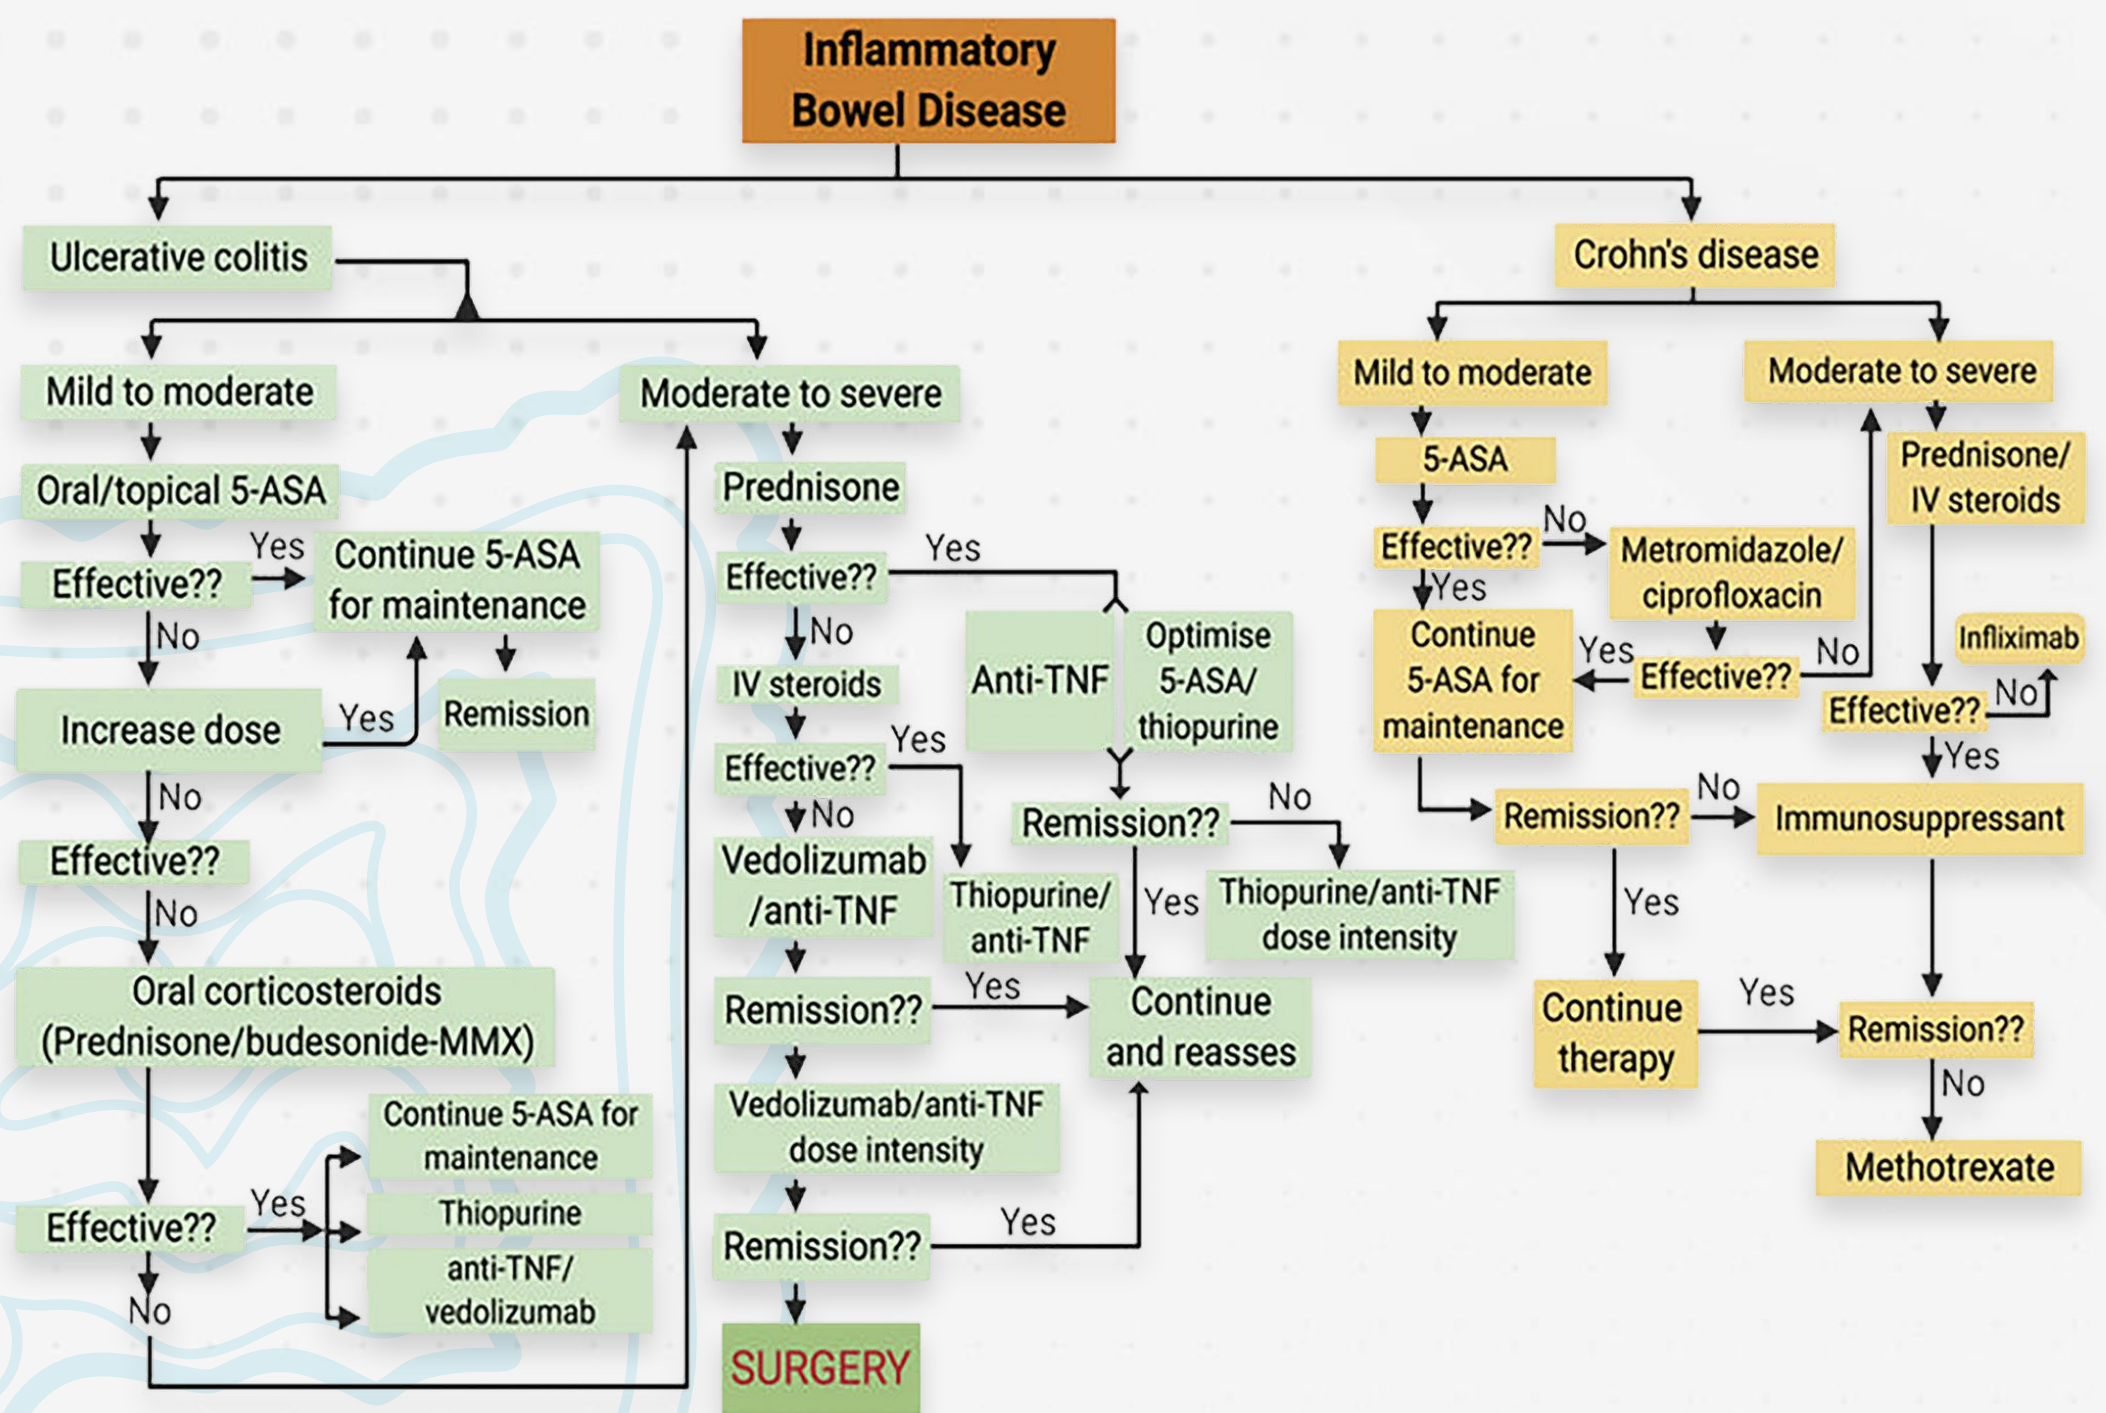 Inflammatory
Bowel Disease
Ulcerative colitis
Mild to moderate
Oral/topical 5-ASA
Effective??
Yes
Continue 5-ASA
for maintenance
Remission
No
Increase dose
Yes
No
Effective??
No
Oral corticosteroids
(Prednisone/budesonide-MMX)
Effective??
Yes
Continue 5-ASA for
maintenance
Thiopurine
anti-TNF/
vedolizumab
No
Moderate to severe
Prednisone
Effective??
Yes
Anti-TNF
Optimise
5-ASA/
thiopurine
No
IV steroids
Effective??
Yes
Thiopurine/
anti-TNF
Remission??
No
Thiopurine/anti-TNF
dose intensity
Yes
No
Vedolizumab
/anti-TNF
Remission??
Yes
Continue
and reasses
Vedolizumab/anti-TNF
dose intensity
Remission??
Yes
SURGERY
Crohn's disease
Mild to moderate
5-ASA
Effective??
No
Metromidazole/
ciprofloxacin
Yes
Continue
5-ASA for
maintenance
Yes
Effective??
No
Remission??
No
Yes
Continue
therapy
Yes
Moderate to severe
Prednisone/
IV steroids
Effective??
No
Infliximab
Yes
Immunosuppressant
Remission??
No
Methotrexate